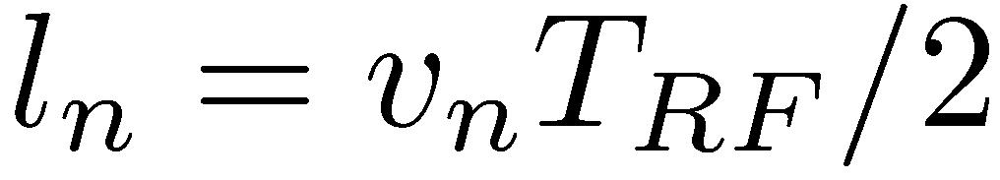 l_n = v_n T_{RF}/2